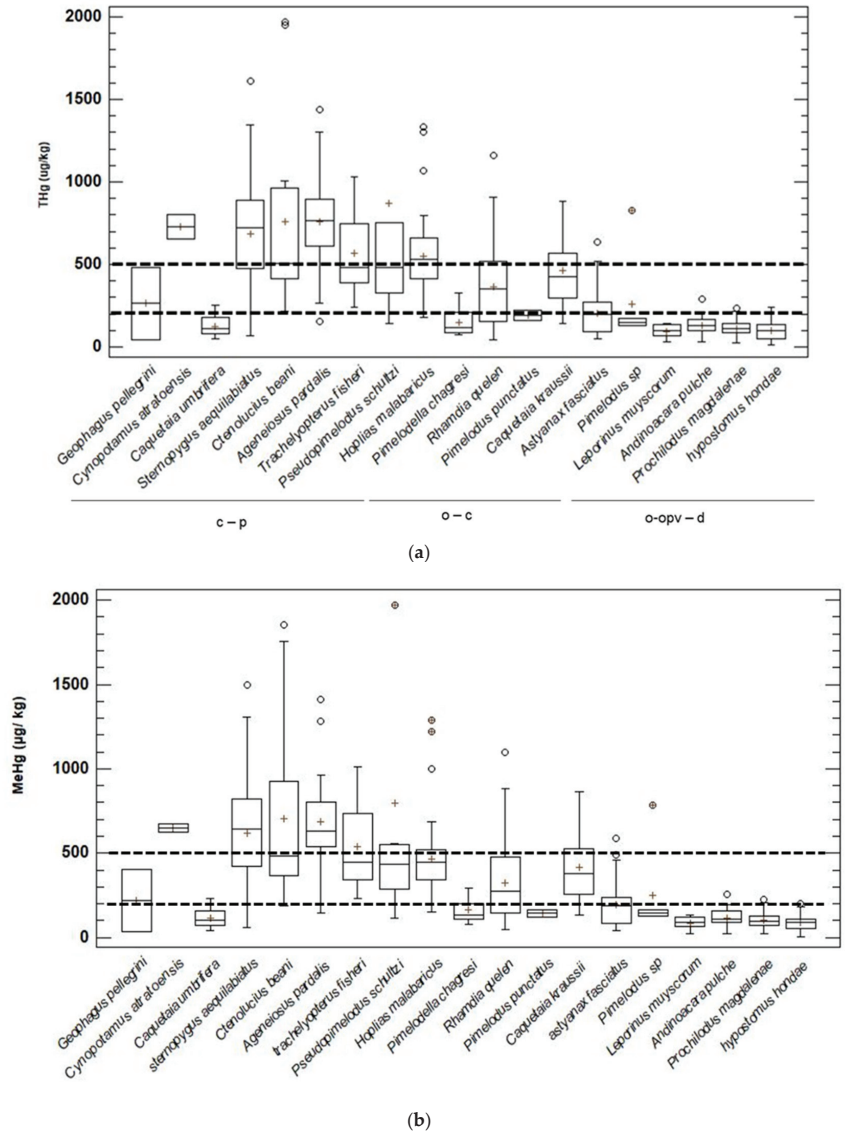 2000
1500
1000
500
200
0
THg (ug/kg)
Geophagus pellegrini
Cynopotamus atratoensis
Caquetaia umbrifera
Sternopygus aequilabiatus
Ctenolucius beani
Ageneiosus pardalis
Trachelyopterus fisheri
Pseudopimelodus schultzi
Hoplias malabaricus
Pimelodella chagresi
Rhamdia quelen
Pimelodus punctatus
Caquetaia kraussii
Astyanax fasciatus
Pimelodus sp
Leporinus muyscorum
Andinoacara pulche
Prochilodus magdalenae
hypostomus hondae
c – p
o – c
o-opv – d
(a)
2000
1500
1000
500
200
0
MeHg (µg/ kg)
Geophagus pellegrini
Cynopotamus atratoensis
Caquetaia umbrifera
sternopygus aequilabiatus
Ctenolucius beani
Ageneiosus pardalis
trachelyopterus fisheri
Pseudopimelodus schultzi
Hoplias malabaricus
Pimelodella chagresi
Rhamdia quelen
Pimelodus punctatus
Caquetaia kraussii
astyanax fasciatus
Pimelodus sp
Leporinus muyscorum
Andinoacara pulche
Prochilodus magdalenae
hypostomus hondae
(b)